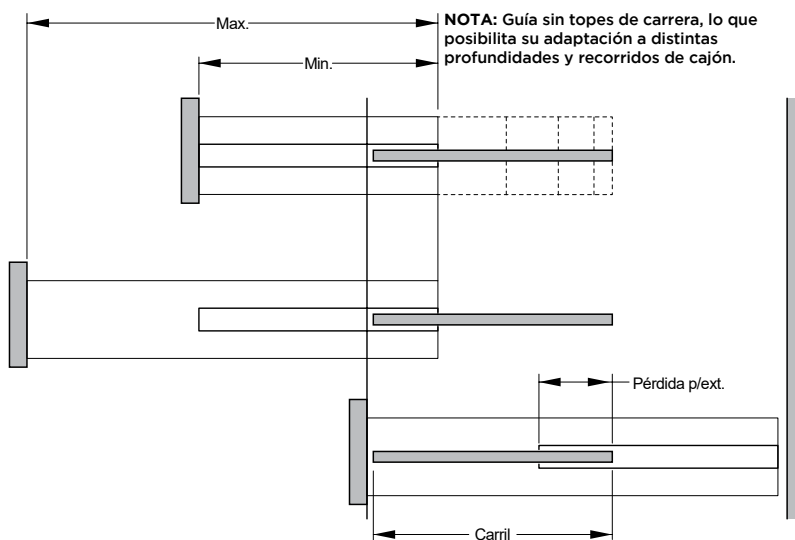 Max.
NOTA: Guía sin topes de carrera, lo que
posibilita su adaptación a distintas
profundidades y recorridos de cajón.
Min.
Pérdida p/ext.
Carril